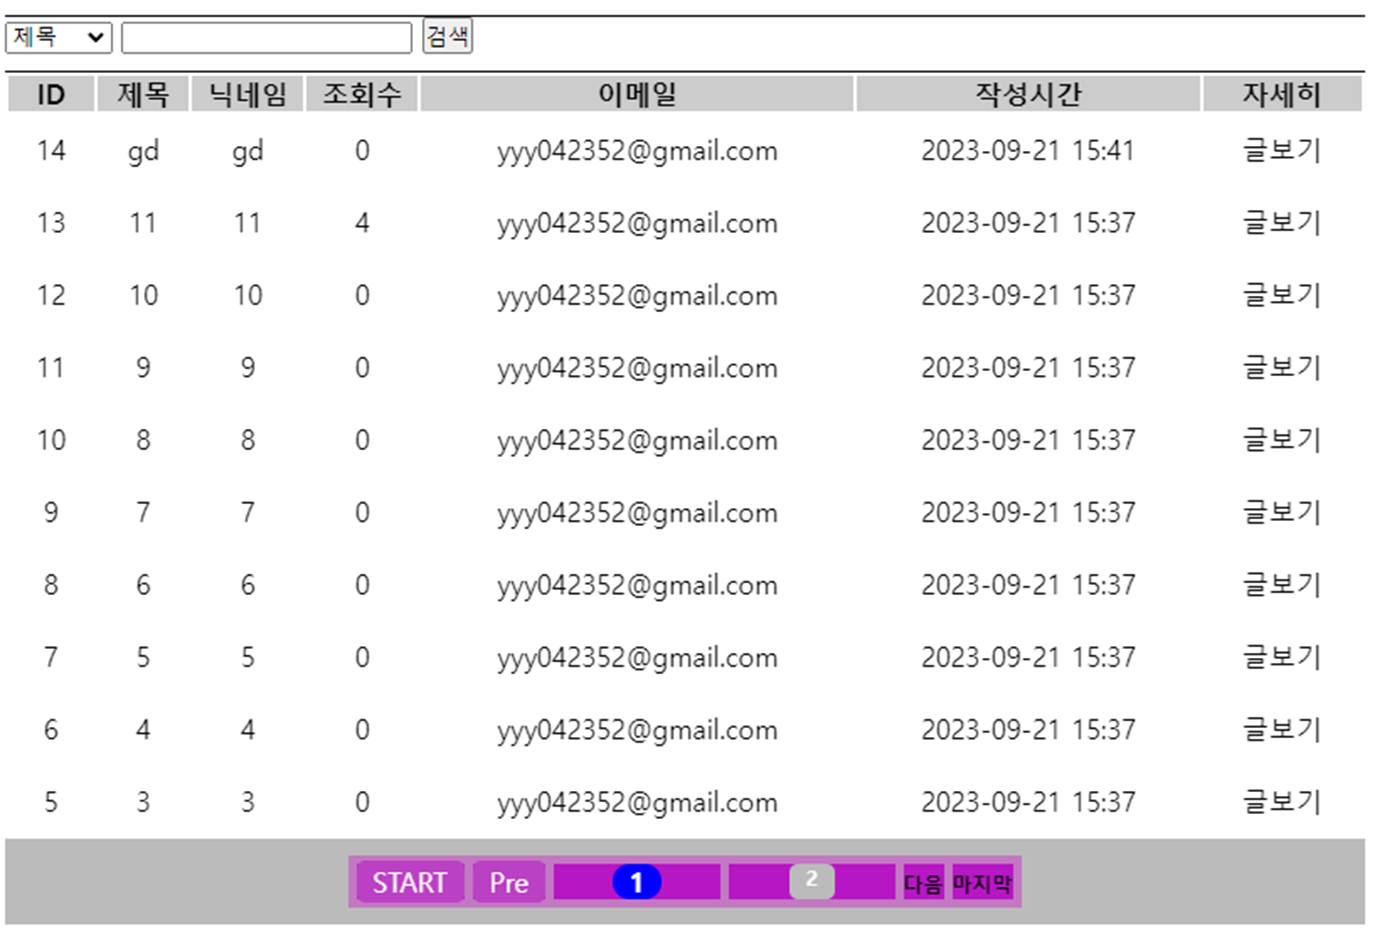 제목 검색
ID 제목 닉네임 조회수 이메일 작성시간 자세히
14 gd gd 0 yyy042352@gmail.com 2023-09-21 15:41 글보기
13 11 11 4 yyy042352@gmail.com 2023-09-21 15:37 글보기
12 10 10 0 yyy042352@gmail.com 2023-09-21 15:37 글보기
11 9 9 0 yyy042352@gmail.com 2023-09-21 15:37 글보기
10 8 8 0 yyy042352@gmail.com 2023-09-21 15:37 글보기
9 7 7 0 yyy042352@gmail.com 2023-09-21 15:37 글보기
8 6 6 0 yyy042352@gmail.com 2023-09-21 15:37 글보기
7 5 5 0 yyy042352@gmail.com 2023-09-21 15:37 글보기
6 4 4 0 yyy042352@gmail.com 2023-09-21 15:37 글보기
5 3 3 0 yyy042352@gmail.com 2023-09-21 15:37 글보기
START Pre 1 2 다음 마지막